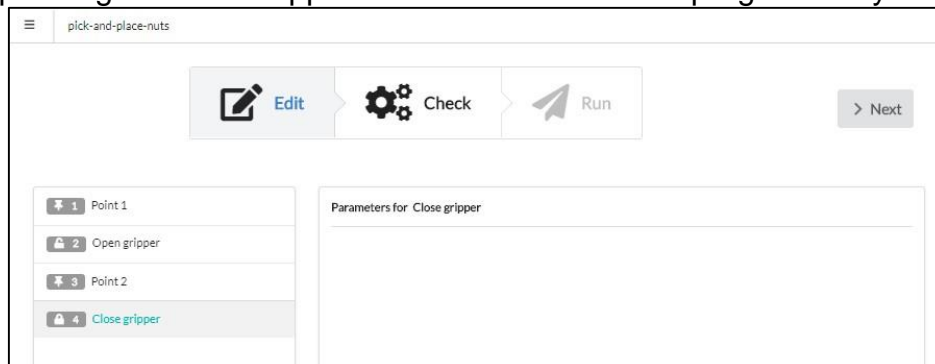 pick-and-place-nuts
Edit
Check
Run
> Next
1 Point 1
2 Open gripper
3 Point 2
4 Close gripper
Parameters for Close gripper